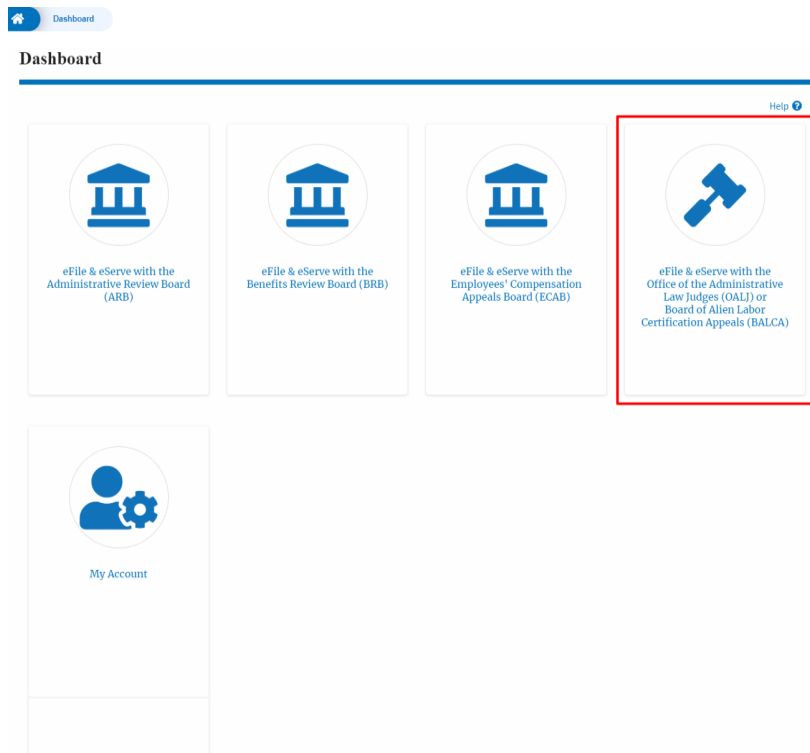 Dashboard
Dashboard
Help
eFile & eServe with the
Administrative Review Board
(ARB)
eFile & eServe with the
Benefits Review Board (BRB)
eFile & eServe with the
Employees' Compensation
Appeals Board (ECAB)
eFile & eServe with the
Office of the Administrative
Law Judges (OALJ) or
Board of Alien Labor
Certification Appeals (BALCA)
My Account